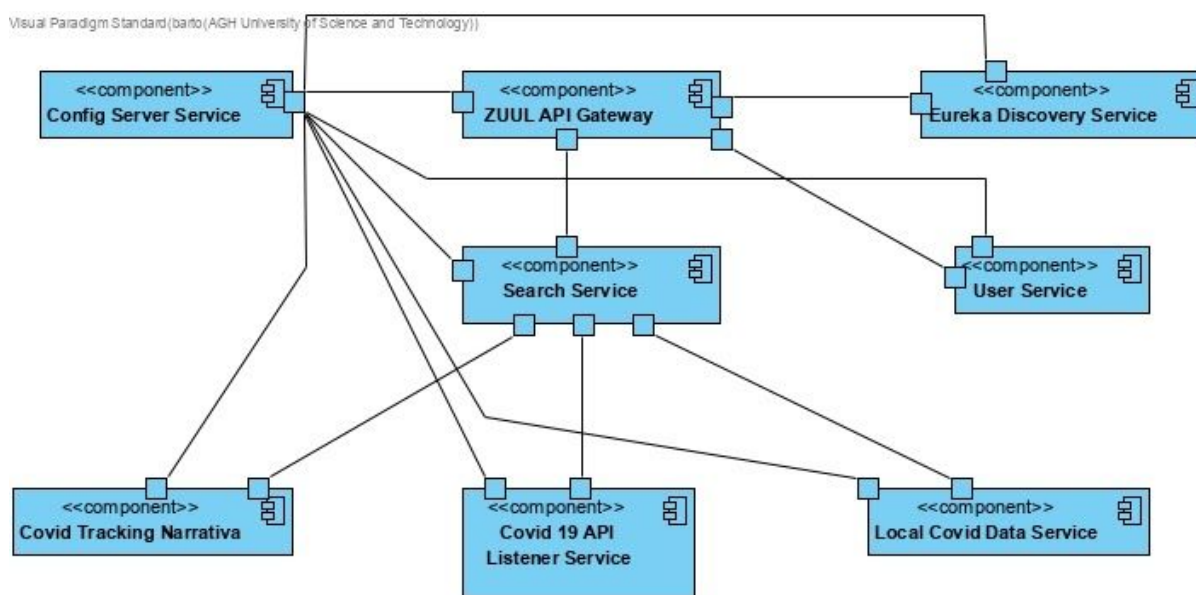 Visual Paradigm Standard(barto(AGH University of Science and Technology))
<<component>>
Config Server Service
<<component>>
ZUUL API Gateway
<<component>>
Eureka Discovery Service
<<component>>
Search Service
<<component>>
User Service
<<component>>
Covid Tracking Narrativa
<<component>>
Covid 19 API
Listener Service
<<component>>
Local Covid Data Service